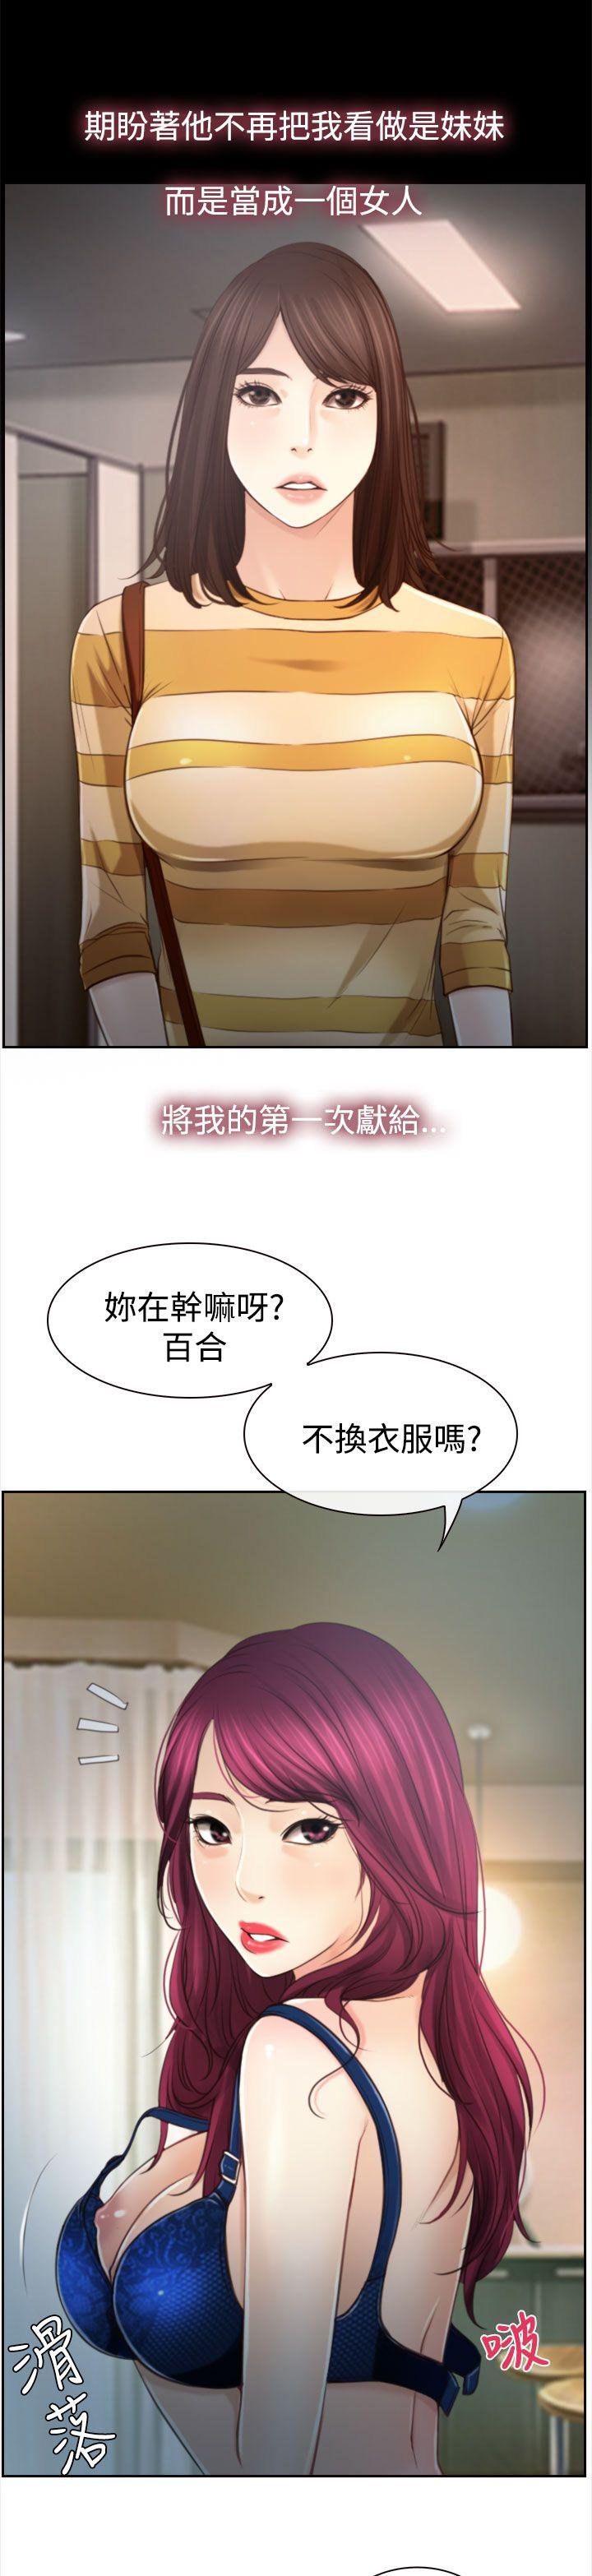 期盼著他不再把我看做是妹妹
而是當成一個女人
將我的第一次獻給...
妳在幹嘛呀?
百合
不換衣服嗎?
啵
滑落